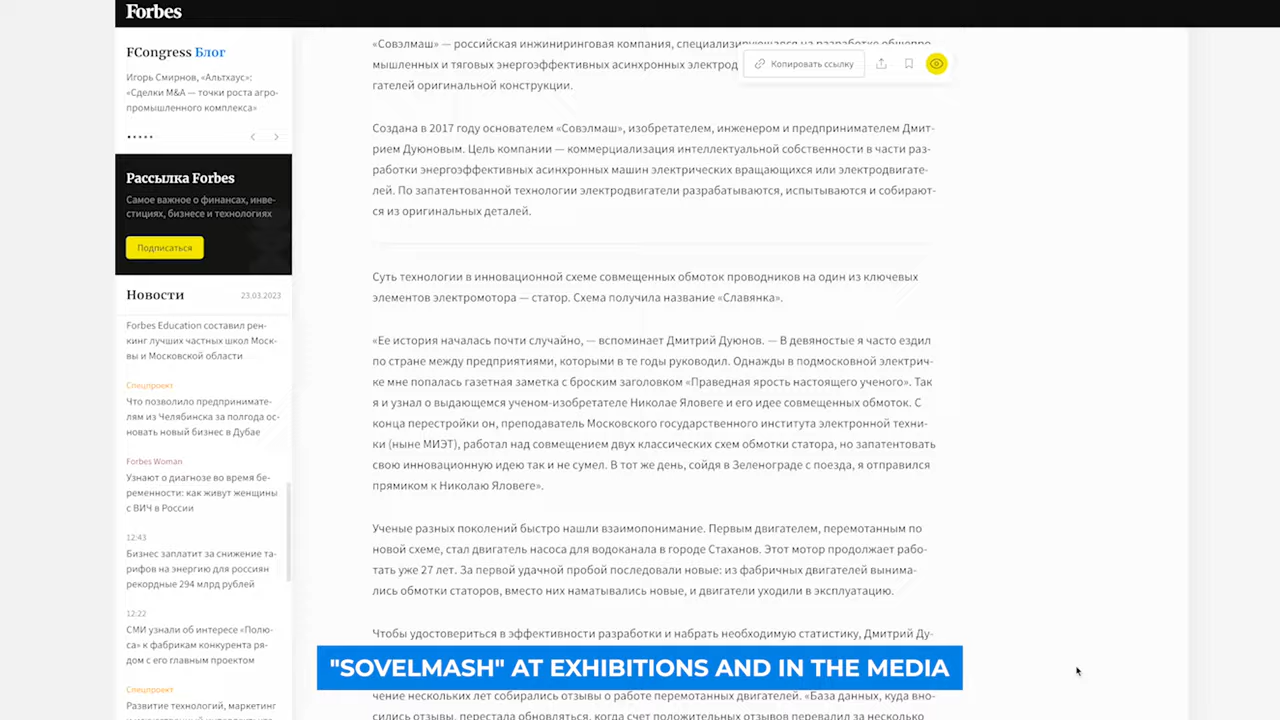 Forbes
FCongress Блог
Игорь Смирнов, «Альтхаус»:
«Сделки M&A — точки роста агро-
промышленного комплекса»
Рассылка Forbes
Самое важное о финансах, инве-
стициях, бизнесе и технологиях
Подписаться
Новости 23.03.2023
Forbes Education составил рен-
кинг лучших частных школ Моск-
вы и Московской области
Спецпроект
Что позволило предпринимате-
лям из Челябинска за полгода ос-
новать новый бизнес в Дубае
Forbes Woman
Узнают о диагнозе во время бе-
ременности: как живут женщины
с ВИЧ в России
12:43
Бизнес заплатит за снижение та-
рифов на энергию для россиян
рекордные 294 млрд рублей
12:22
СМИ узнали об интересе «Полю-
са» к фабрикам конкурента ря-
дом с его главным проектом
Спецпроект
Развитие технологий, маркетинг
«Совэлмаш» — российская инжиниринговая компания, специализирующаяся на разработке общепро-
мышленных и тяговых энергоэффективных асинхронных электрод
гателей оригинальной конструкции.
Копировать ссылку
Создана в 2017 году основателем «Совэлмаш», изобретателем, инженером и предпринимателем Дмит-
рием Дуюновым. Цель компании — коммерциализация интеллектуальной собственности в части раз-
работки энергоэффективных асинхронных машин электрических вращающихся или электродвигате-
лей. По запатентованной технологии электродвигатели разрабатываются, испытываются и собирают-
ся из оригинальных деталей.
Суть технологии в инновационной схеме совмещенных обмоток проводников на один из ключевых
элементов электромотора — статор. Схема получила название «Славянка».
«Ее история началась почти случайно, — вспоминает Дмитрий Дуюнов. — В девяностые я часто ездил
по стране между предприятиями, которыми в те годы руководил. Однажды в подмосковной электрич-
ке мне попалась газетная заметка с броским заголовком «Праведная ярость настоящего ученого». Так
я и узнал о выдающемся ученом-изобретателе Николае Яловеге и его идее совмещенных обмоток. С
конца перестройки он, преподаватель Московского государственного института электронной техни-
ки (ныне МИЭТ), работал над совмещением двух классических схем обмотки статора, но запатентовать
свою инновационную идею так и не сумел. В тот же день, сойдя в Зеленограде с поезда, я отправился
прямиком к Николаю Яловеге».
Ученые разных поколений быстро нашли взаимопонимание. Первым двигателем, перемотанным по
новой схеме, стал двигатель насоса для водоканала в городе Стаханов. Этот мотор продолжает рабо-
тать уже 27 лет. За первой удачной пробой последовали новые: из фабричных двигателей вынима-
лись обмотки статоров, вместо них наматывались новые, и двигатели уходили в эксплуатацию.
Чтобы удостовериться в эффективности разработки и набрать необходимую статистику, Дмитрий Ду-
"SOVELMASH" AT EXHIBITIONS AND IN THE MEDIA
чение нескольких лет собирались отзывы о работе перемотанных двигателей. «База данных, куда вно-
сились отзывы, перестала обновляться, когда счет положительных отзывов перевалил за несколько